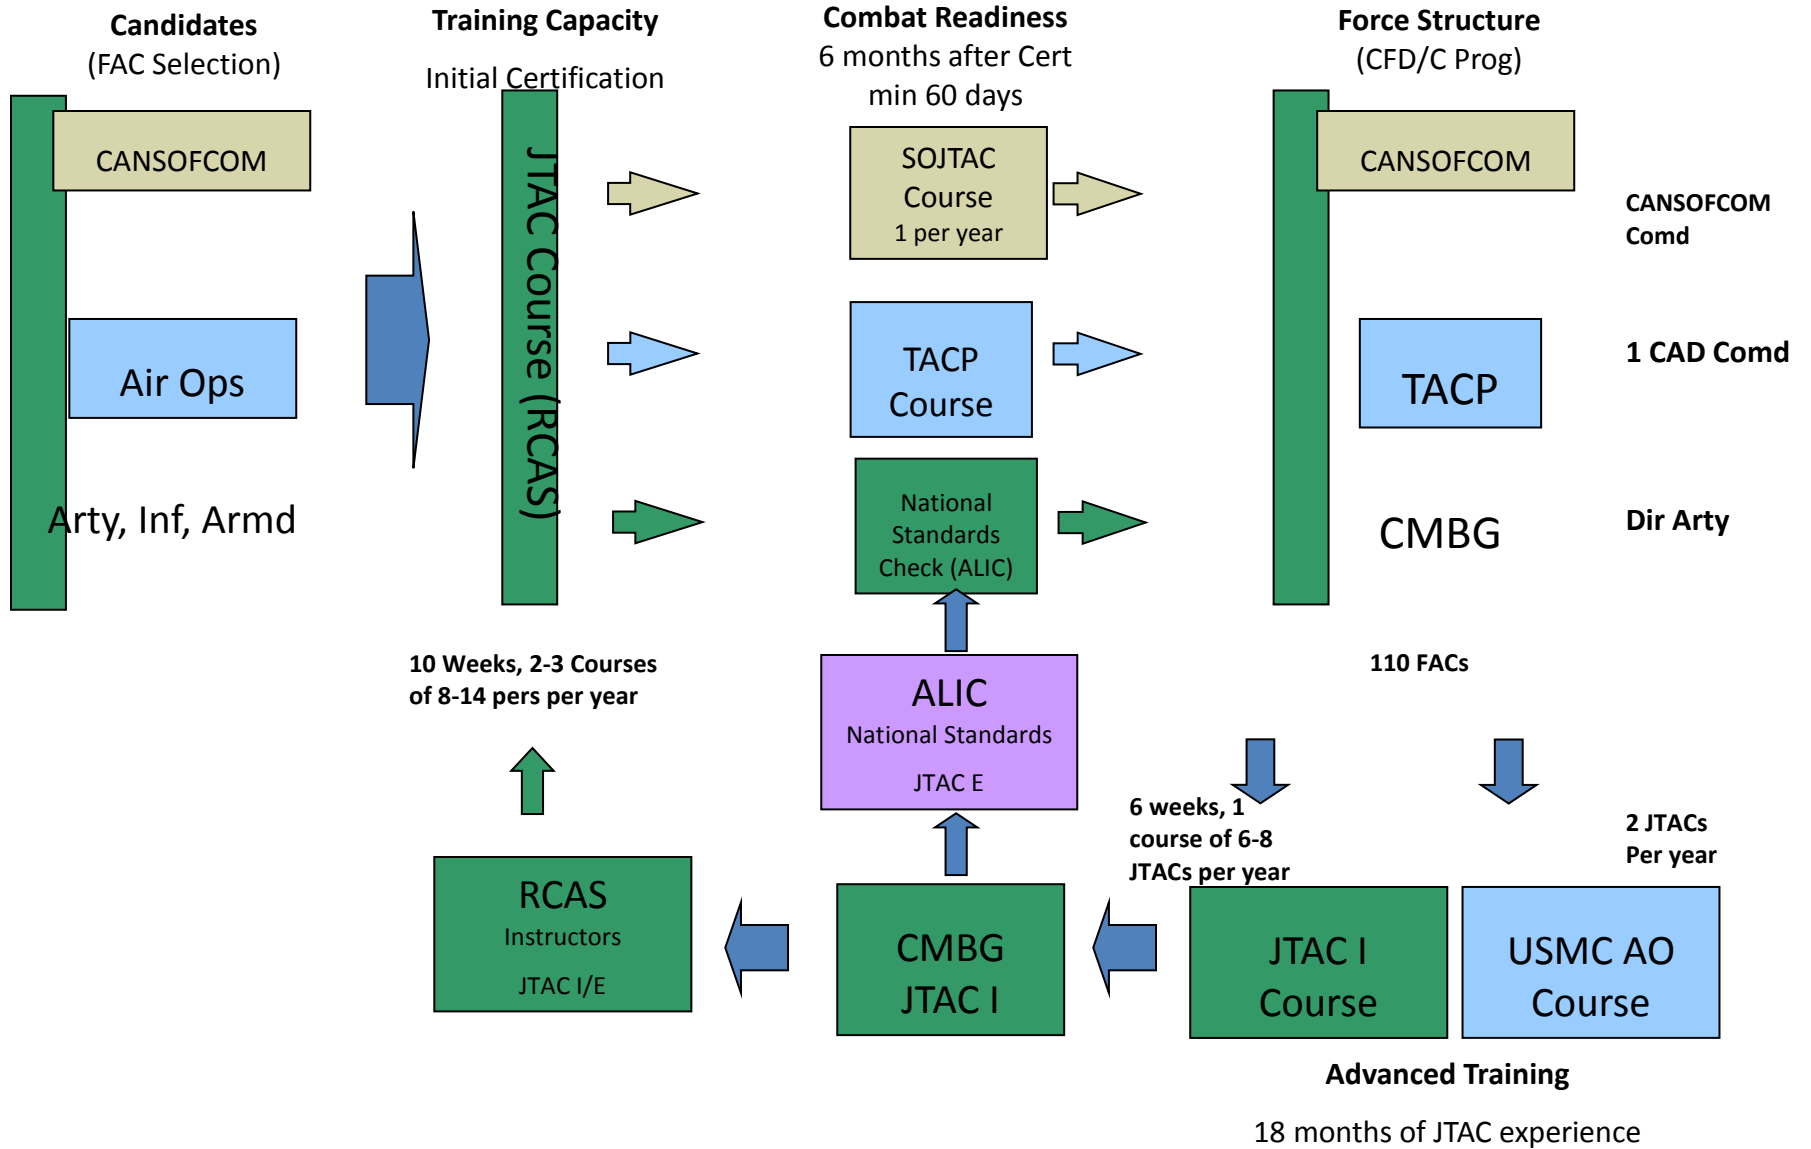 Candidates
(FAC Selection)
Training Capacity
Initial Certification
Combat Readiness
6 months after Cert
min 60 days
Force Structure
(CFD/C Prog)
CANSOFCOM
Air Ops
Arty, Inf, Armd
JTAC Course (RCAS)
SOJTAC
Course
1 per year
TACP
Course
National
Standards
Check (ALIC)
CANSOFCOM
TACP
CMBG
CANSOFCOM
Comd
1 CAD Comd
Dir Arty
10 Weeks, 2-3 Courses
of 8-14 pers per year
ALIC
National Standards
JTAC E
110 FACs
6 weeks, 1
course of 6-8
JTACs per year
2 JTACs
Per year
RCAS
Instructors
JTAC I/E
CMBG
JTAC I
JTAC I
Course
USMC AO
Course
Advanced Training
18 months of JTAC experience